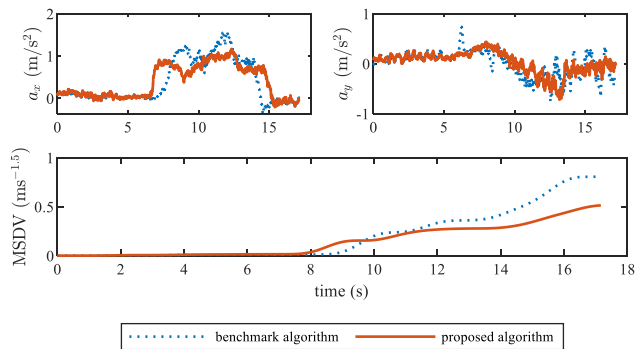 a_x (m/s²)
2
1
0
0
5
10
15
a_y (m/s²)
1
0
-1
0
5
10
15
MSDV (ms⁻¹·⁵)
1
0.5
0
0 2 4 6 8 10 12 14 16 18
time (s)
benchmark algorithm proposed algorithm